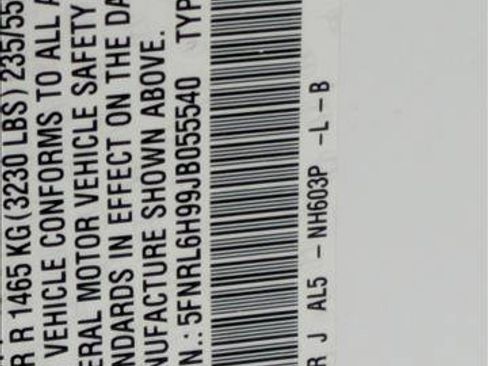 R R 1465 KG(3230 LBS) 235/55
VEHICLE CONFORMS TO ALL A
ERAL MOTOR VEHICLE SAFETY
NDARDS IN EFFECT ON THE DA
NUFACTURE SHOWN ABOVE.
N.: 5FNRL6H99JB055540 TYP
R J AL5 - NH603P -L-B